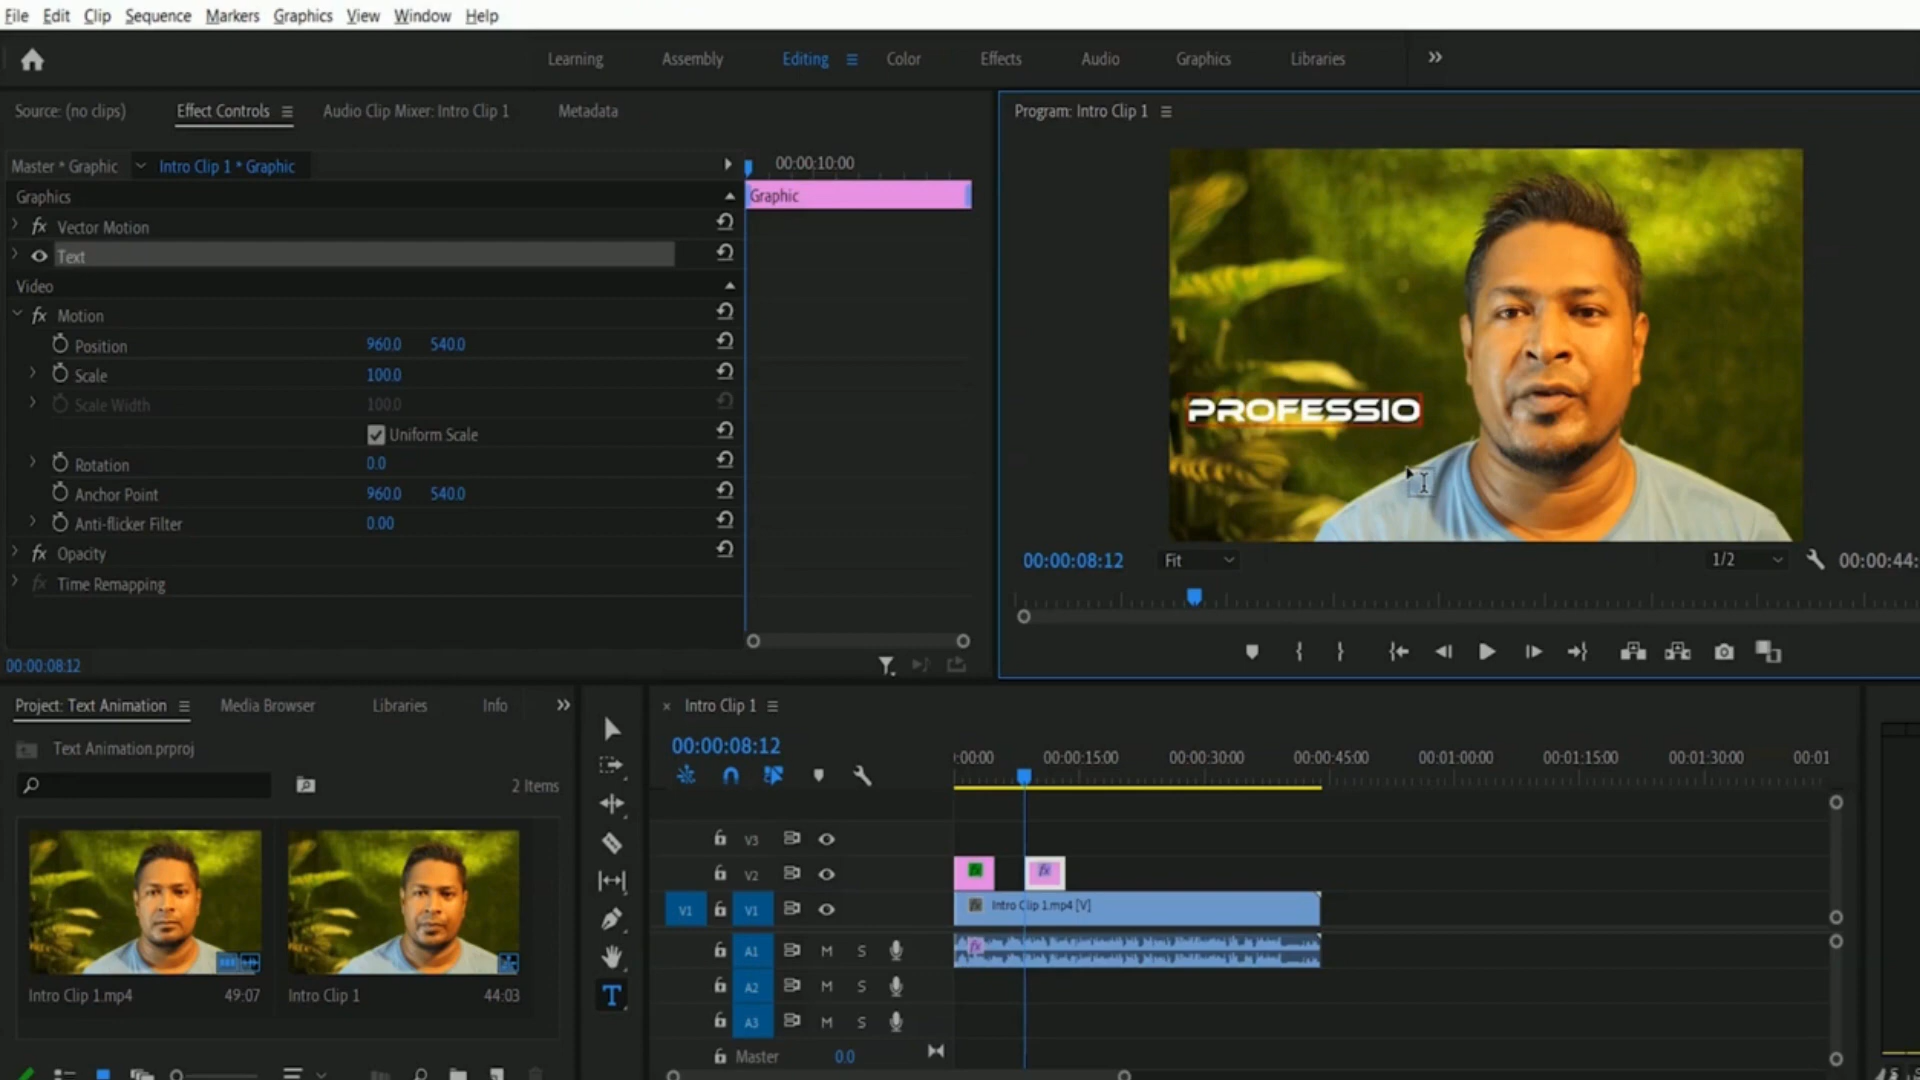 File Edit Clip Sequence Markers Graphics View Window Help
Learning Assembly Editing Color Effects Audio Graphics Libraries
Source: (no clips) Effect Controls Audio Clip Mixer: Intro Clip 1 Metadata
Program: Intro Clip 1
Master * Graphic Intro Clip 1 * Graphic 00:00:10:00
Graphics
Graphic
fx Vector Motion
Text
Video
fx Motion
Position 960.0 540.0
Scale 100.0
Scale Width 100.0
Uniform Scale
Rotation 0.0
Anchor Point 960.0 540.0
Anti-flicker Filter 0.00
fx Opacity
fx Time Remapping
00:00:08:12
PROFESSIO
00:00:08:12 Fit 1/2 00:00:44:
Project: Text Animation Media Browser Libraries Info
Text Animation.prproj
2 Items
Intro Clip 1.mp4 49:07 Intro Clip 1 44:03
T
Intro Clip 1
00:00:08:12
:00:00 00:00:15:00 00:00:30:00 00:00:45:00 00:01:00:00 00:01:15:00 00:01:30:00 00:01
V3
V2 fx fx
V1 V1 fx Intro Clip 1.mp4 [V]
A1 M S fx
A2 M S
A3 M S
Master 0.0